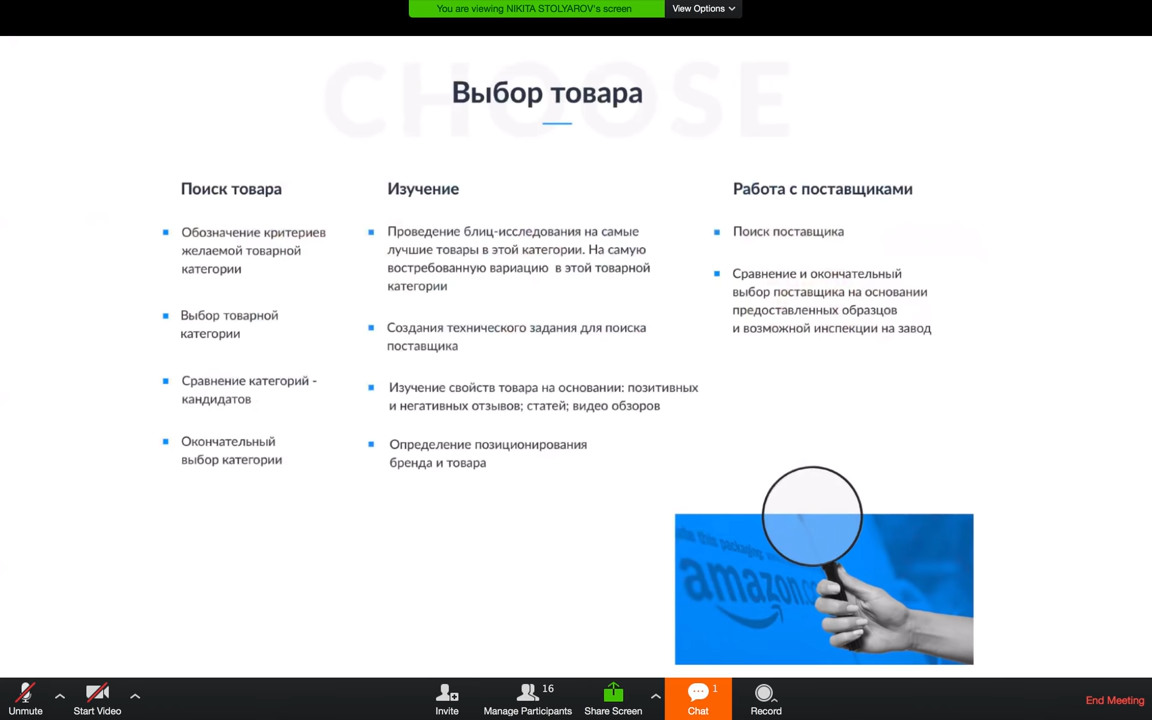 You are viewing NIKITA STOLYAROV's screen
View Options
CHOOSE
Выбор товара
Поиск товара
Обозначение критериев
желаемой товарной
категории
Выбор товарной
категории
Сравнение категорий -
кандидатов
Окончательный
выбор категории
Изучение
Проведение блиц-исследования на самые
лучшие товары в этой категории. На самую
востребованную вариацию в этой товарной
категории
Создания технического задания для поиска
поставщика
Изучение свойств товара на основании: позитивных
и негативных отзывов; статей; видео обзоров
Определение позиционирования
бренда и товара
Работа с поставщиками
Поиск поставщика
Сравнение и окончательный
выбор поставщика на основании
предоставленных образцов
и возможной инспекции на завод
this packaging
amazon.co
Unmute
Start Video
Invite
16
Manage Participants
Share Screen
1
Chat
Record
End Meeting